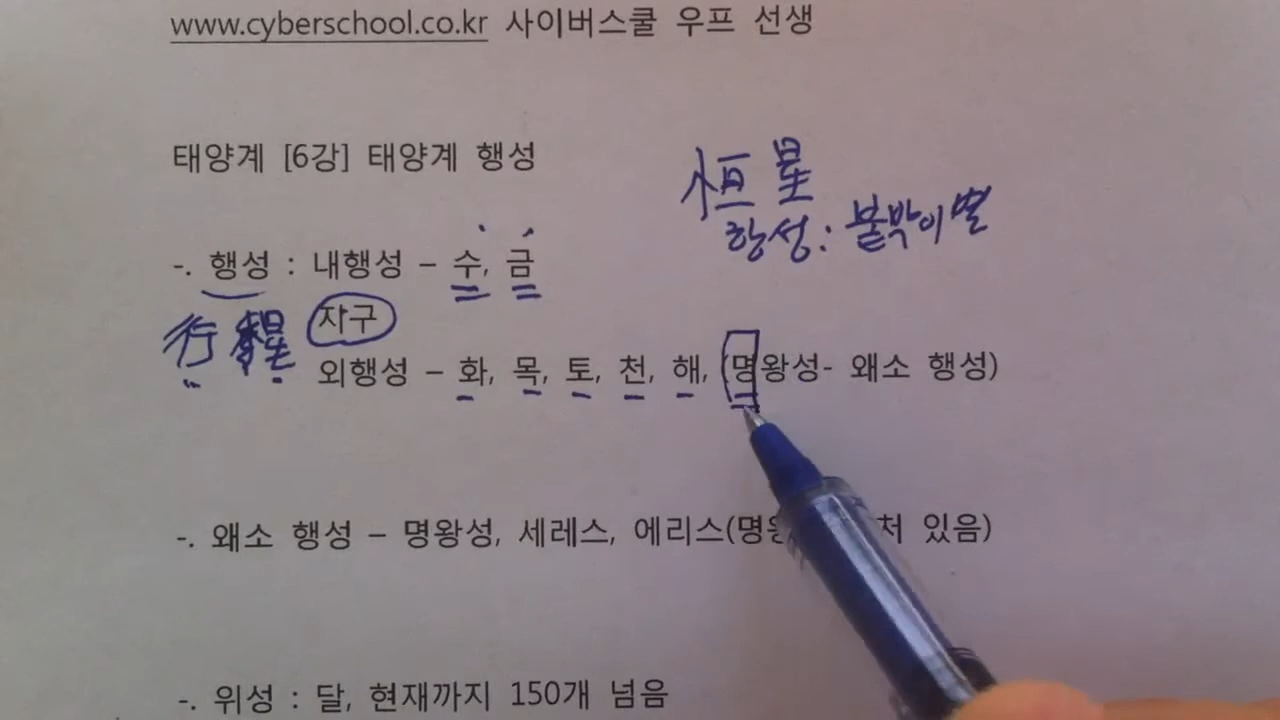 www.cyberschool.co.kr 사이버스쿨 우프 선생
태양계 [6강] 태양계 행성
恒星
항성: 붙박이별
-. 행성 : 내행성 – 수, 금
지구
行星
외행성 – 화, 목, 토, 천, 해, (명왕성- 왜소 행성)
-. 왜소 행성 – 명왕성, 세레스, 에리스(명왕 처 있음)
-. 위성 : 달, 현재까지 150개 넘음